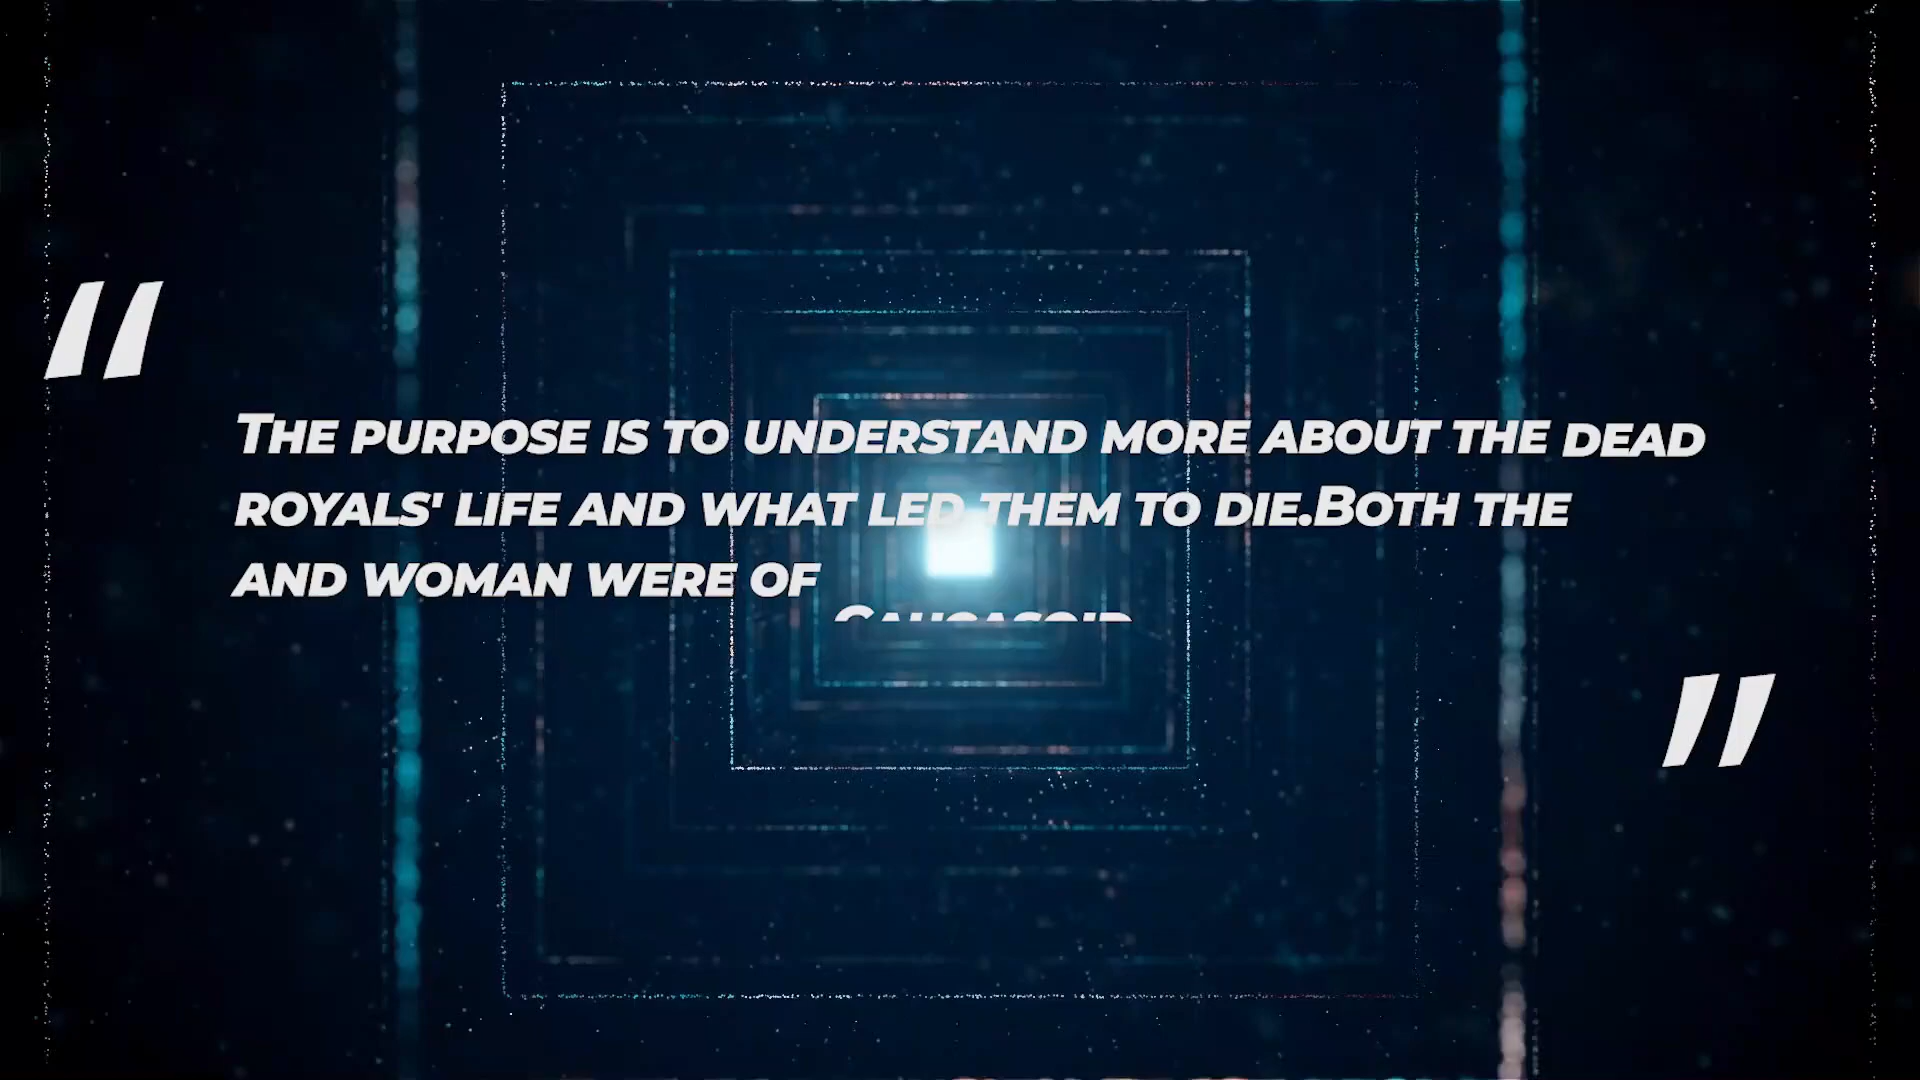 "
The purpose is to understand more about the dead
royals' life and what led them to die.Both the
and woman were of
"